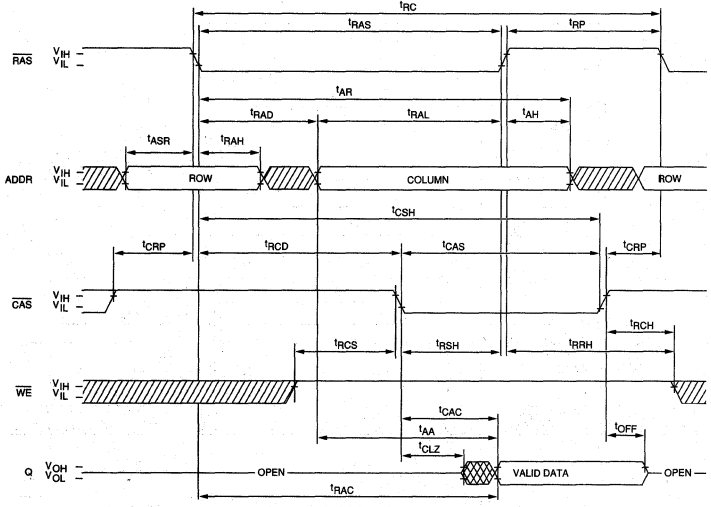 tRC
tRAS tRP
RAS VIH VIL
tAR
tRAD tRAL tAH
tASR tRAH
ADDR VIH VIL ROW COLUMN ROW
tCSH
tCRP tRCD tCAS tCRP
CAS VIH VIL
tRCH
tRCS tRSH tRRH
WE VIH VIL
tCAC
tAA tOFF
tCLZ
Q VOH VOL OPEN VALID DATA OPEN
tRAC